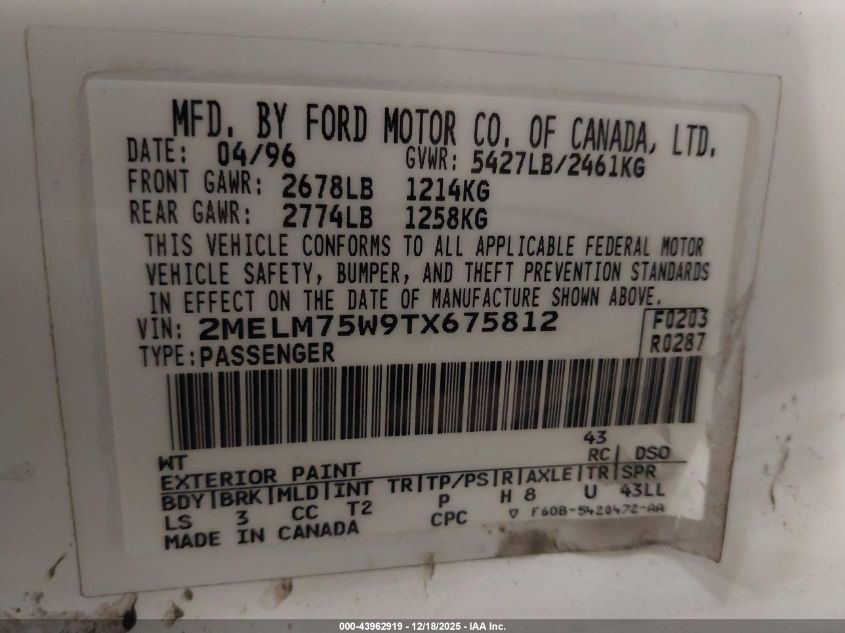 MFD. BY FORD MOTOR CO. OF CANADA, LTD.
DATE: 04/96 GVWR: 5427LB/2461KG
FRONT GAWR: 2678LB 1214KG
REAR GAWR: 2774LB 1258KG
THIS VEHICLE CONFORMS TO ALL APPLICABLE FEDERAL MOTOR
VEHICLE SAFETY, BUMPER, AND THEFT PREVENTION STANDARDS
IN EFFECT ON THE DATE OF MANUFACTURE SHOWN ABOVE.
VIN: 2MELM75W9TX675812 F0203
TYPE: PASSENGER R0287
WT 43
EXTERIOR PAINT RC DSO
BDY BRK MLD INT TR TP/PS R AXLE TR SPR
LS 3 CC T2 P H 8 U 43LL
MADE IN CANADA CPC ▽ F60B-5420472-AA
000-43962919 - 12/18/2025 - IAA Inc.